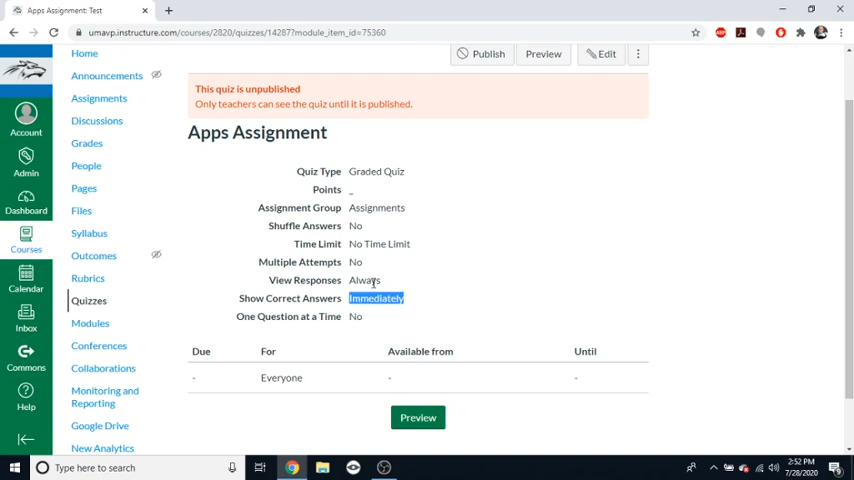 Apps Assignment: Test
umavp.instructure.com/courses/2820/quizzes/14287?module_item_id=75360
Account
Admin
Dashboard
Courses
Calendar
Inbox
Commons
Help
Home
Announcements
Assignments
Discussions
Grades
People
Pages
Files
Syllabus
Outcomes
Rubrics
Quizzes
Modules
Conferences
Collaborations
Monitoring and
Reporting
Google Drive
New Analytics
Publish Preview Edit
This quiz is unpublished
Only teachers can see the quiz until it is published.
Apps Assignment
Quiz Type Graded Quiz
Points _
Assignment Group Assignments
Shuffle Answers No
Time Limit No Time Limit
Multiple Attempts No
View Responses Always
Show Correct Answers Immediately
One Question at a Time No
Due For Available from Until
- Everyone - -
Preview
Type here to search
2:52 PM
7/28/2020